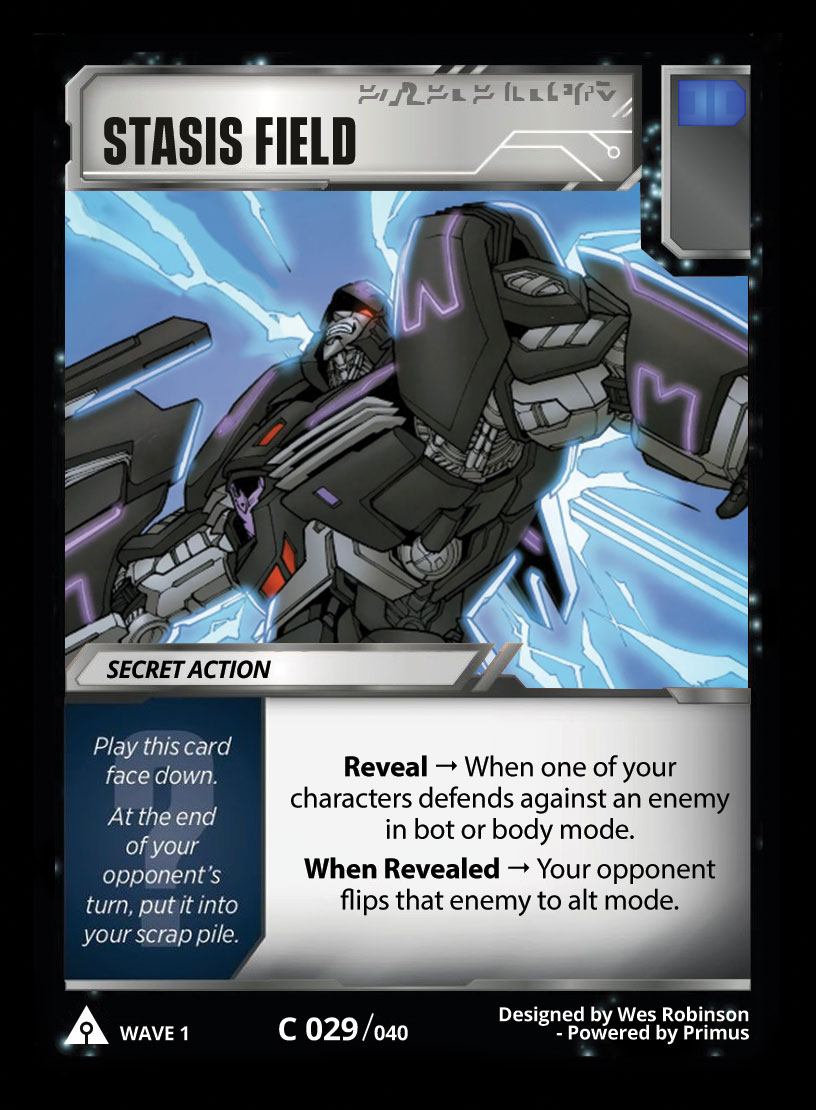 STASIS FIELD
SECRET ACTION
Play this card
face down.
At the end
of your
opponent's
turn, put it into
your scrap pile.
Reveal → When one of your
characters defends against an enemy
in bot or body mode.
When Revealed → Your opponent
flips that enemy to alt mode.
WAVE 1
C 029/040
Designed by Wes Robinson
- Powered by Primus